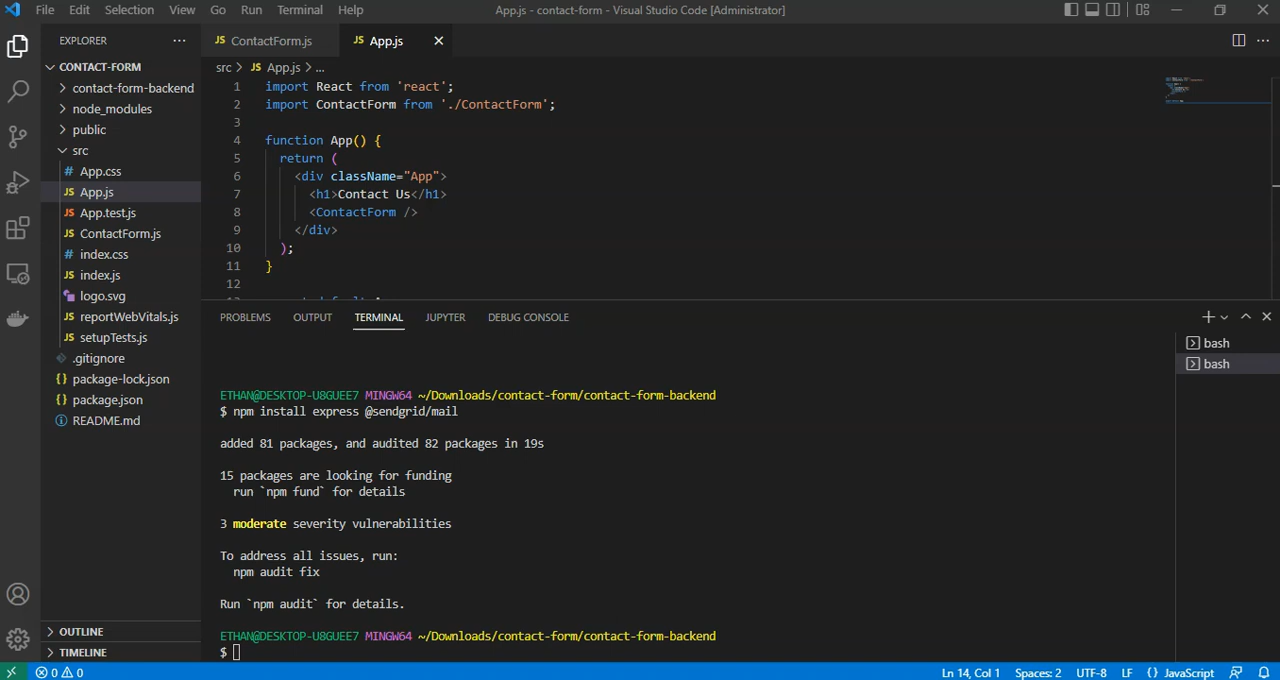 File Edit Selection View Go Run Terminal Help
App.js - contact-form - Visual Studio Code [Administrator]
EXPLORER
CONTACT-FORM
contact-form-backend
node_modules
public
src
# App.css
JS App.js
JS App.test.js
JS ContactForm.js
# index.css
JS index.js
logo.svg
JS reportWebVitals.js
JS setupTests.js
.gitignore
{} package-lock.json
{} package.json
README.md
OUTLINE
TIMELINE
JS ContactForm.js
JS App.js
src > JS App.js > ...
1 import React from 'react';
2 import ContactForm from './ContactForm';
3
4 function App() {
5 return (
6 <div className="App">
7 <h1>Contact Us</h1>
8 <ContactForm />
9 </div>
10 );
11 }
12
PROBLEMS OUTPUT TERMINAL JUPYTER DEBUG CONSOLE
bash
bash
ETHAN@DESKTOP-U8GUEE7 MINGW64 ~/Downloads/contact-form/contact-form-backend
$ npm install express @sendgrid/mail
added 81 packages, and audited 82 packages in 19s
15 packages are looking for funding
run `npm fund` for details
3 moderate severity vulnerabilities
To address all issues, run:
npm audit fix
Run `npm audit` for details.
ETHAN@DESKTOP-U8GUEE7 MINGW64 ~/Downloads/contact-form/contact-form-backend
$
0 0
Ln 14, Col 1 Spaces: 2 UTF-8 LF {} JavaScript